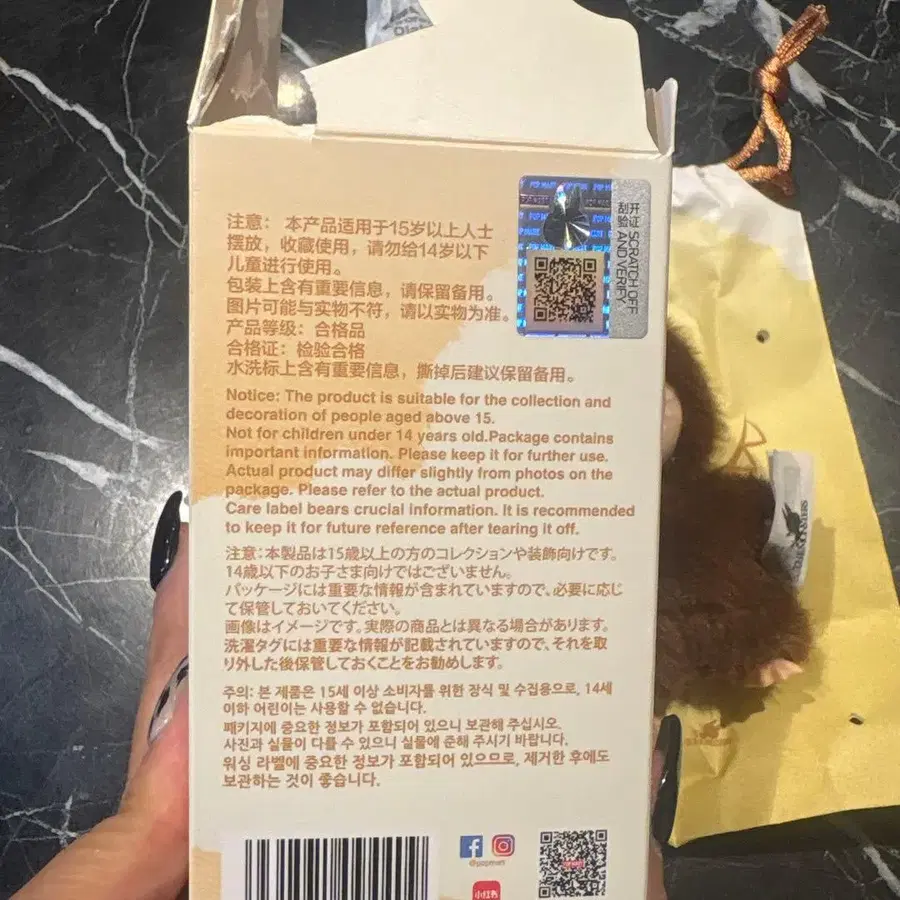 注意： 本产品适用于15岁以上人士
摆放，收藏使用，请勿给14岁以下
儿童进行使用。
包装上含有重要信息，请保留备用。
图片可能与实物不符，请以实物为准。
产品等级：合格品
合格证：检验合格
水洗标上含有重要信息，撕掉后建议保留备用。
刮开验证 SCRATCH OFF AND VERIFY
POP MART
Notice: The product is suitable for the collection and
decoration of people aged above 15.
Not for children under 14 years old.Package contains
important information. Please keep it for further use.
Actual product may differ slightly from photos on the
package. Please refer to the actual product.
Care label bears crucial information. It is recommended
to keep it for future reference after tearing it off.
注意：本製品は15歳以上の方のコレクションや装飾向けです。
14歳以下のお子さま向けではございません。
パッケージには重要な情報が含まれていますので、必要に応じ
て保管しておいてください。
画像はイメージです。実際の商品とは異なる場合があります。
洗濯タグには重要な情報が記載されていますので、それを取
り外した後保管しておくことをお勧めします。
주의: 본 제품은 15세 이상 소비자를 위한 장식 및 수집용으로, 14세
이하 어린이는 사용할 수 없습니다.
패키지에 중요한 정보가 포함되어 있으니 보관해 주십시오.
사진과 실물이 다를 수 있으니 실물에 준해 주시기 바랍니다.
워싱 라벨에 중요한 정보가 포함되어 있으므로, 제거한 후에도
보관하는 것이 좋습니다.
@popmart
小红书